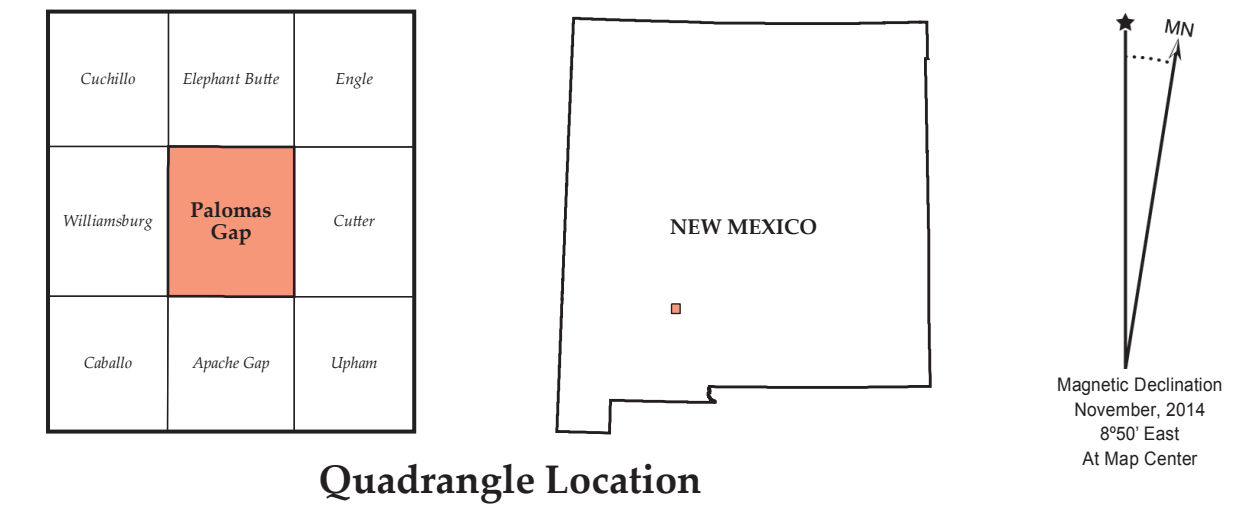 Cuchillo
Elephant Butte
Engle
Williamsburg
Palomas
Gap
Cutter
Caballo
Apache Gap
Upham
NEW MEXICO
MN
Magnetic Declination
November, 2014
8º50' East
At Map Center
Quadrangle Location